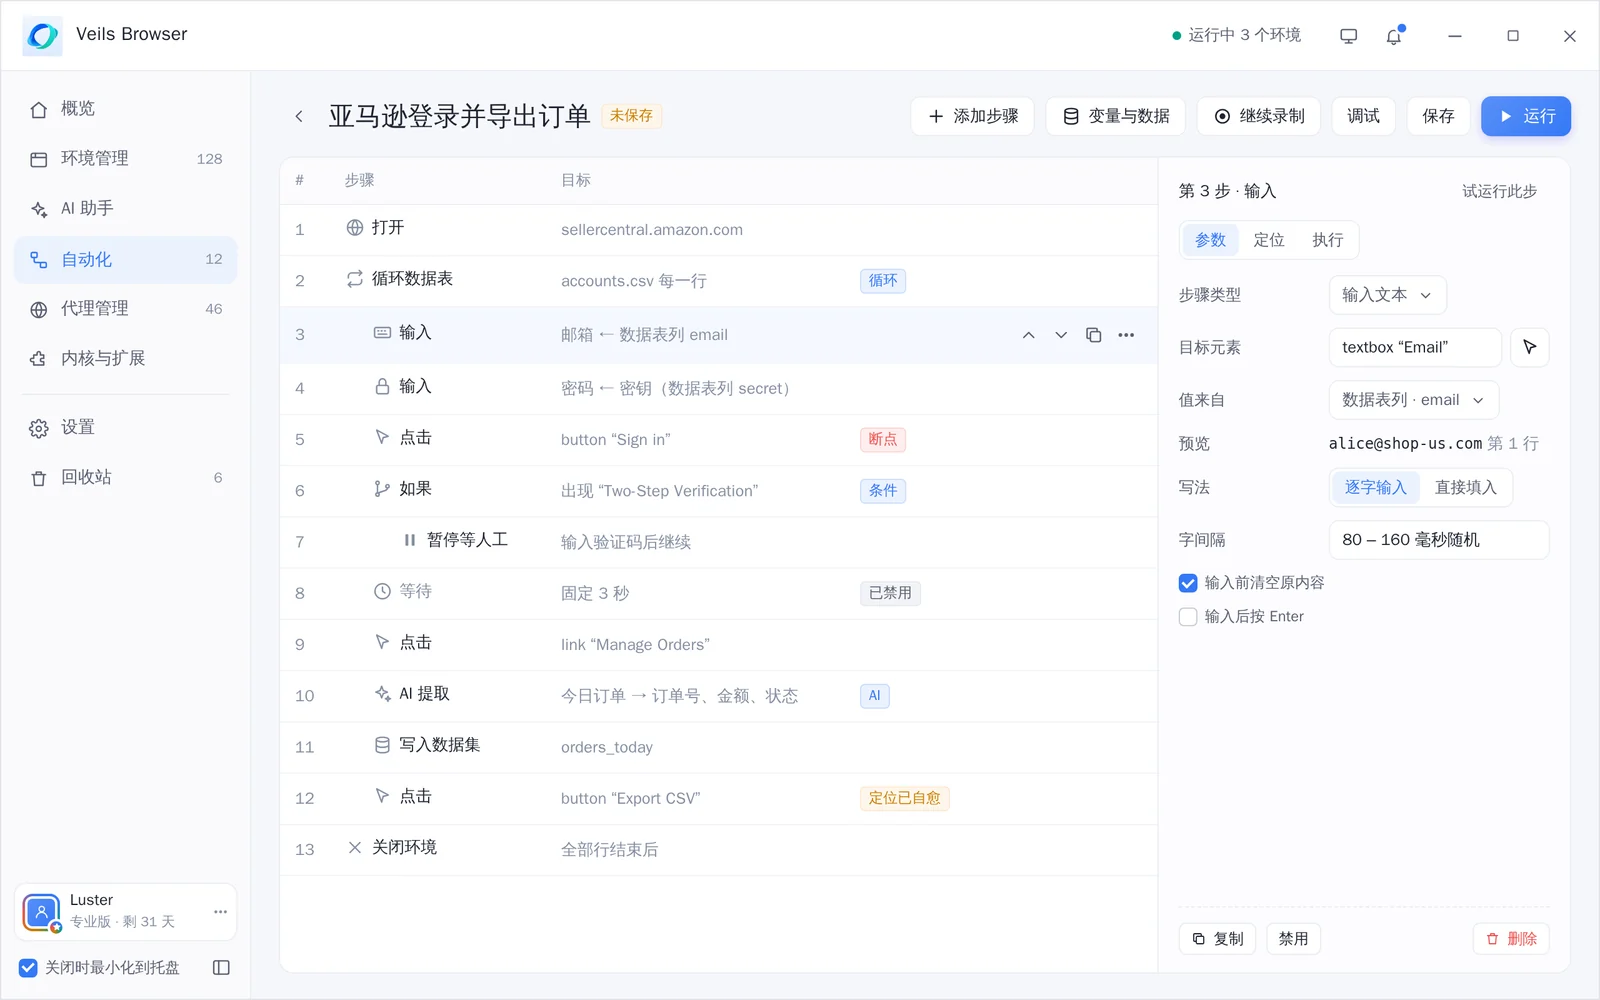 Veils Browser
运行中 3 个环境
概览
环境管理 128
AI 助手
自动化 12
代理管理 46
内核与扩展
设置
回收站 6
Luster
专业版 · 剩 31 天
关闭时最小化到托盘
亚马逊登录并导出订单 未保存
添加步骤 变量与数据 继续录制 调试 保存 运行
# 步骤 目标
1 打开 sellercentral.amazon.com
2 循环数据表 accounts.csv 每一行 循环
3 输入 邮箱 ← 数据表列 email
4 输入 密码 ← 密钥（数据表列 secret）
5 点击 button “Sign in” 断点
6 如果 出现 “Two-Step Verification” 条件
7 暂停等人工 输入验证码后继续
8 等待 固定 3 秒 已禁用
9 点击 link “Manage Orders”
10 AI 提取 今日订单 → 订单号、金额、状态 AI
11 写入数据集 orders_today
12 点击 button “Export CSV” 定位已自愈
13 关闭环境 全部行结束后
第 3 步 · 输入 试运行此步
参数 定位 执行
步骤类型 输入文本
目标元素 textbox “Email”
值来自 数据表列 · email
预览 alice@shop-us.com 第 1 行
写法 逐字输入 直接填入
字间隔 80 – 160 毫秒随机
输入前清空原内容
输入后按 Enter
复制 禁用 删除